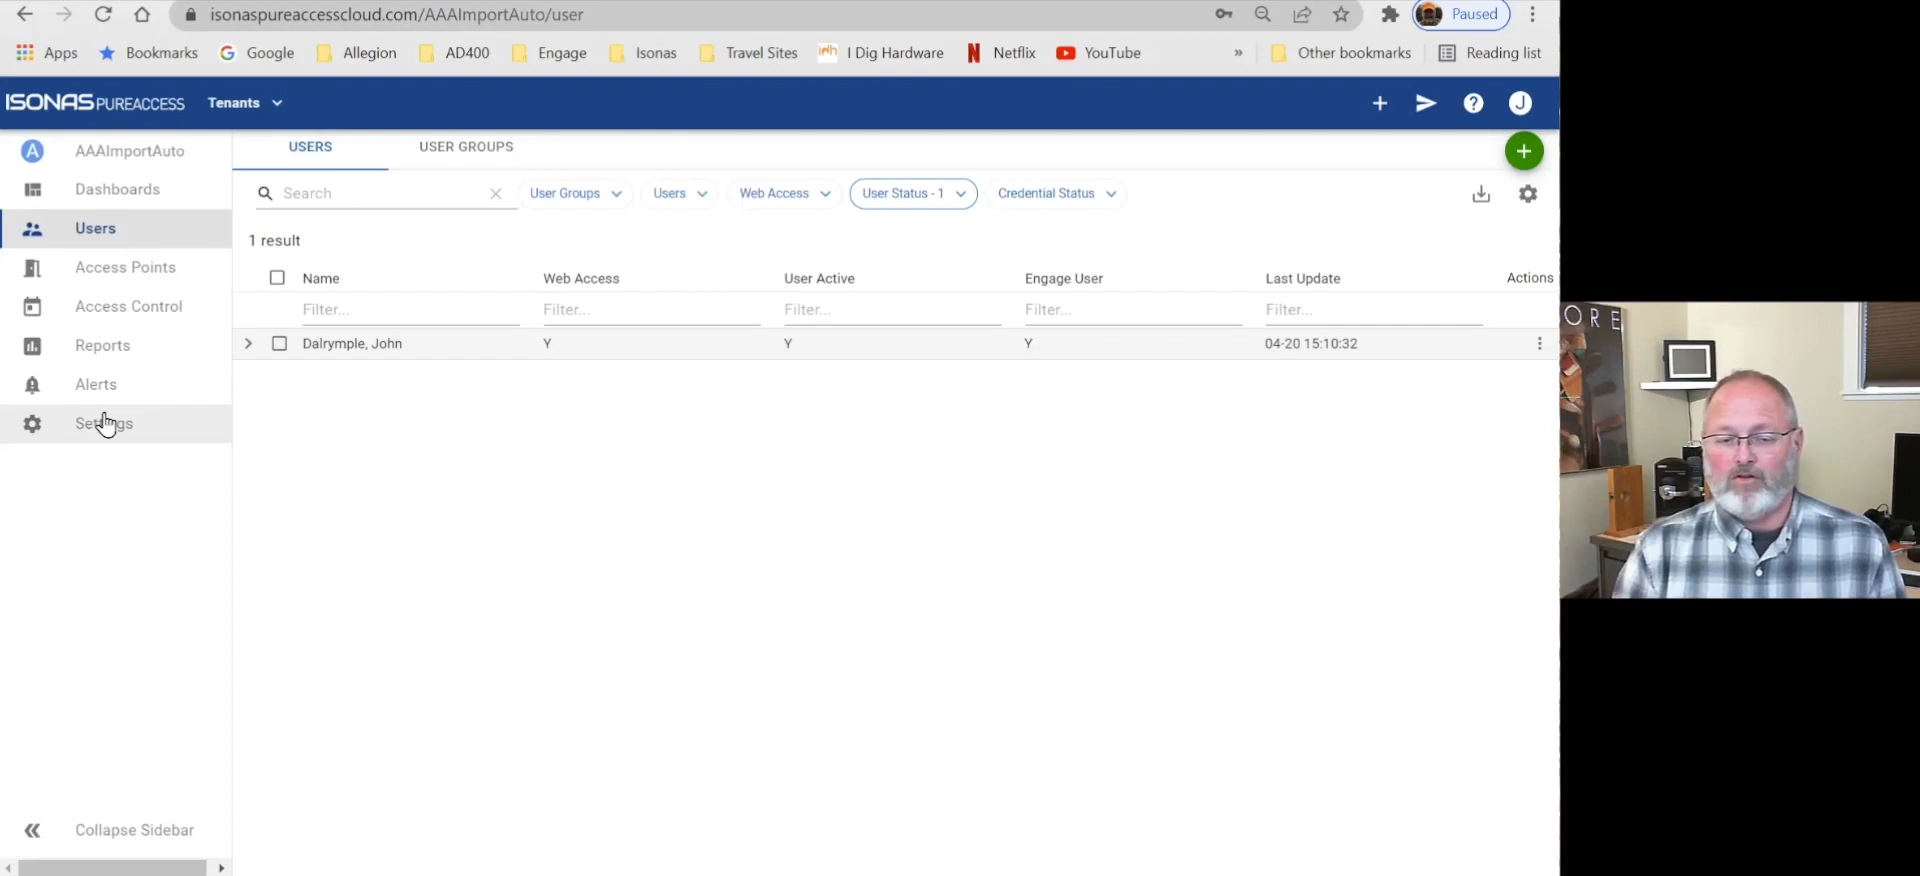 isonaspureaccesscloud.com/AAAImportAuto/user
Paused
Apps Bookmarks Google Allegion AD400 Engage Isonas Travel Sites idh I Dig Hardware Netflix YouTube » Other bookmarks Reading list
ISONAS PUREACCESS Tenants
J
A AAAImportAuto
Dashboards
Users
Access Points
Access Control
Reports
Alerts
Settings
Collapse Sidebar
USERS USER GROUPS
Search User Groups Users Web Access User Status - 1 Credential Status
1 result
Name Web Access User Active Engage User Last Update Actions
Filter... Filter... Filter... Filter... Filter...
Dalrymple, John Y Y Y 04-20 15:10:32
O R E